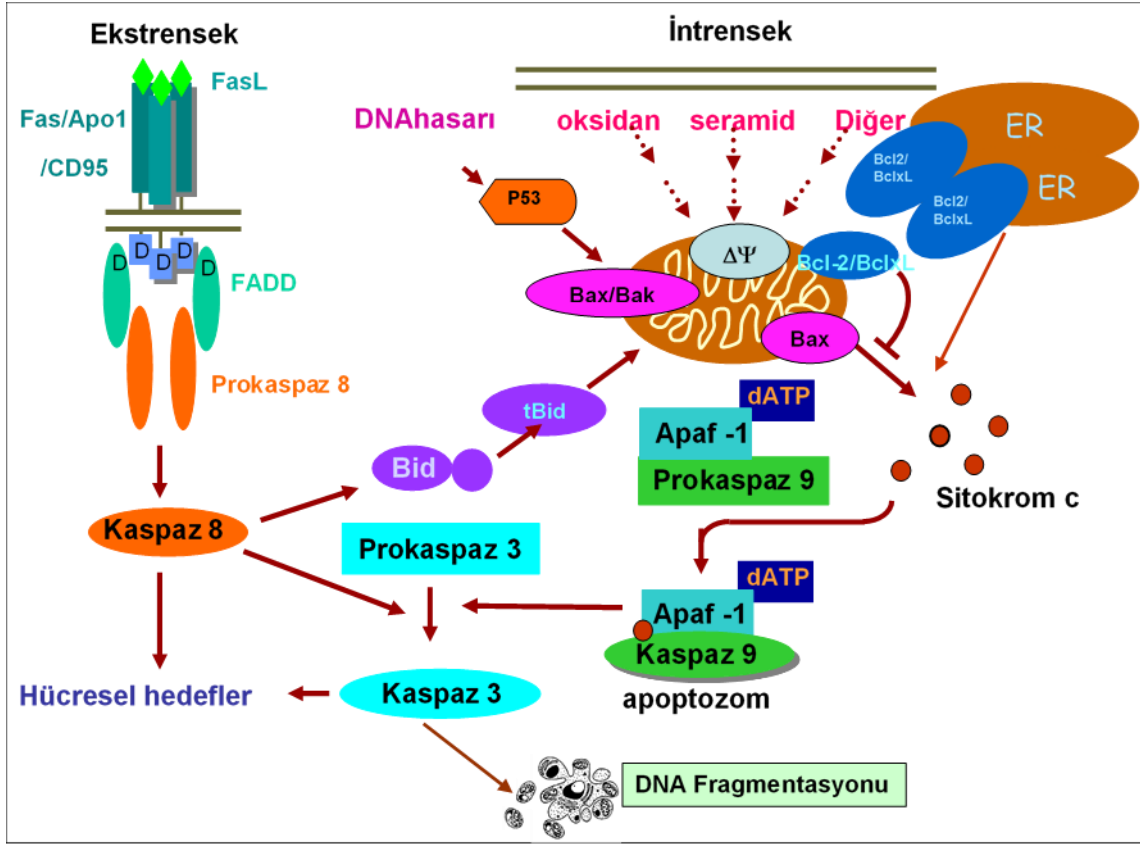 Ekstrensek
İntrensek
FasL
Fas/Apo1
/CD95
DNAhasarı
oksidan
seramid
Diğer
ER
ER
Bcl2/
BclxL
Bcl2/
BclxL
P53
D
D
D
D
D
FADD
ΔΨ
Bcl-2/BclxL
Bax/Bak
Bax
Prokaspaz 8
tBid
dATP
Apaf -1
Prokaspaz 9
Bid
Sitokrom c
Kaspaz 8
Prokaspaz 3
dATP
Apaf -1
Kaspaz 9
apoptozom
Hücresel hedefler
Kaspaz 3
DNA Fragmentasyonu